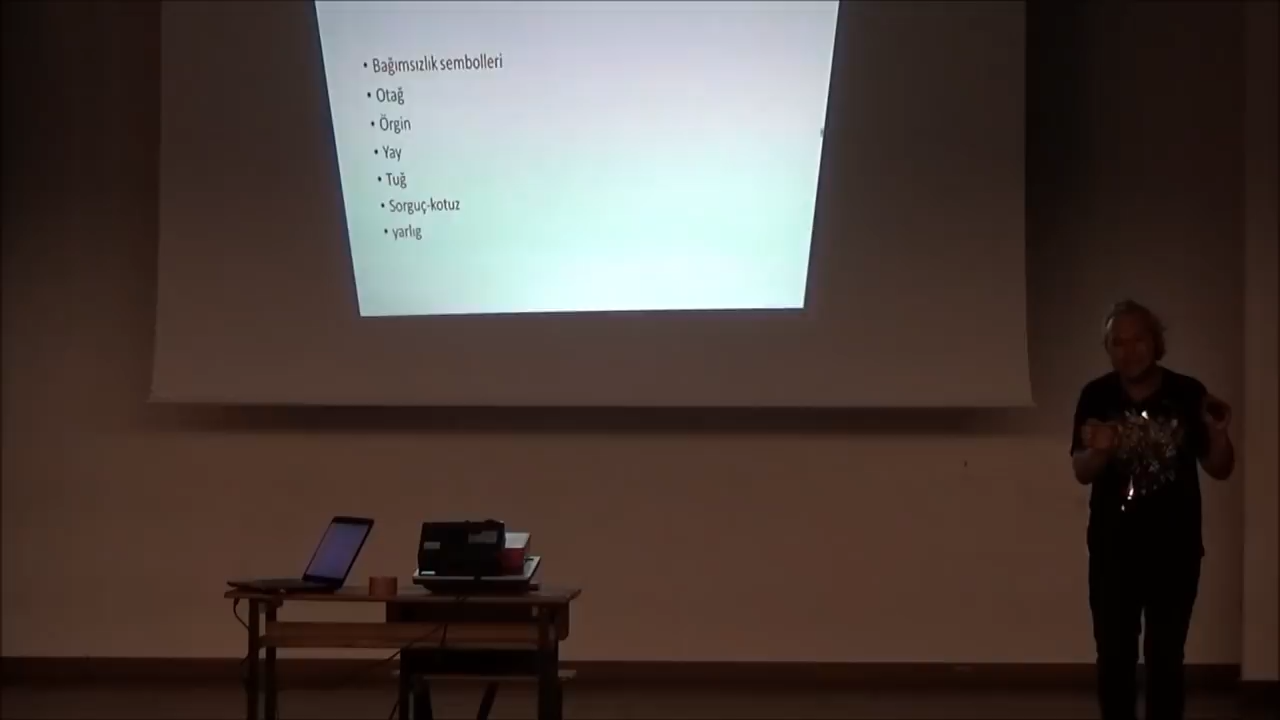 • Bağımsızlık sembolleri
• Otağ
• Örgin
• Yay
• Tuğ
• Sorguç-kotuz
• yarlıg